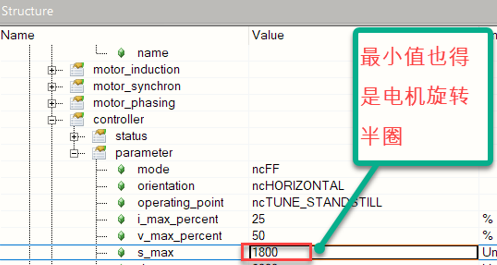 Structure
Name Value
name
motor_induction
motor_synchron
motor_phasing
controller
status
parameter
mode ncFF
orientation ncHORIZONTAL
operating_point ncTUNE_STANDSTILL
i_max_percent 25 %
v_max_percent 50 %
s_max 1800 Un
最小值也得
是电机旋转
半圈